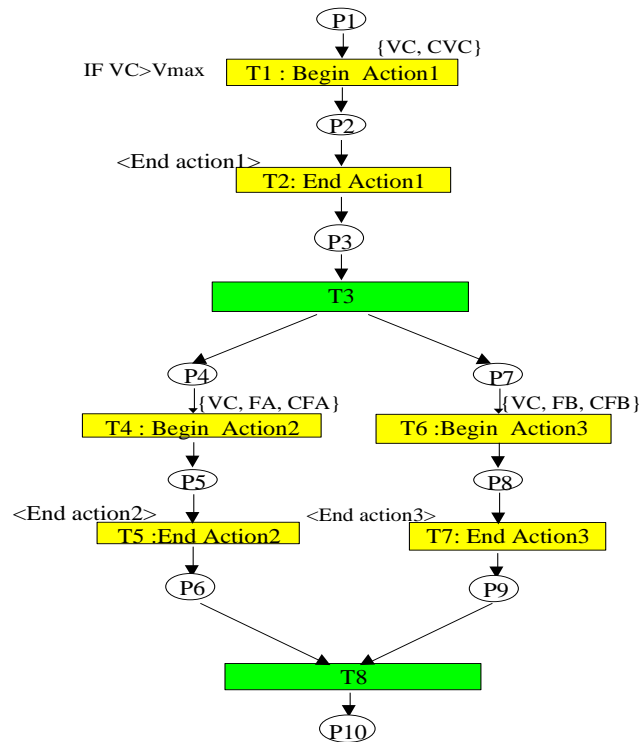 P1
{VC, CVC}
IF VC>Vmax
T1 : Begin Action1
P2
<End action1>
T2: End Action1
P3
T3
P4
P7
{VC, FA, CFA}
{VC, FB, CFB}
T4 : Begin Action2
T6 :Begin Action3
P5
P8
<End action2>
<End action3>
T5 :End Action2
T7: End Action3
P6
P9
T8
P10